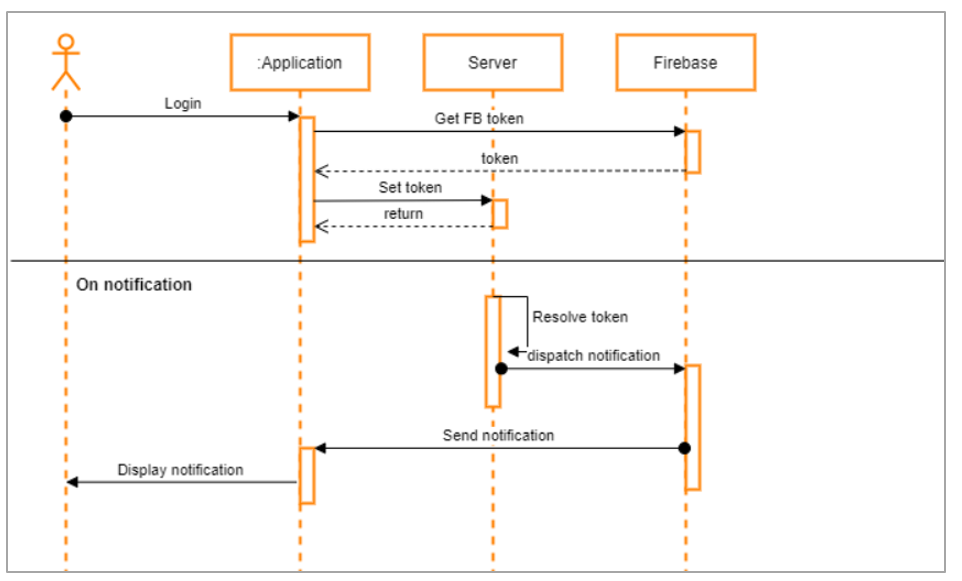 :Application
Server
Firebase
Login
Get FB token
token
Set token
return
On notification
Resolve token
dispatch notification
Send notification
Display notification